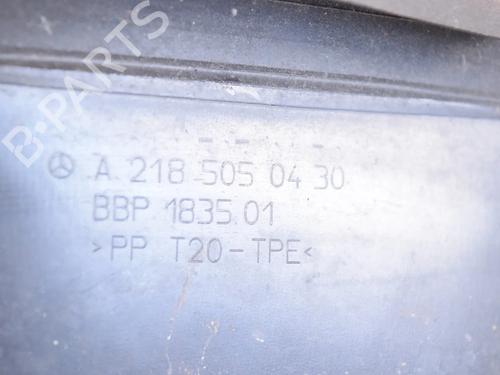 B-PARTS
A 218 505 04 30
BBP 1835.01
>PP T20-TPE<